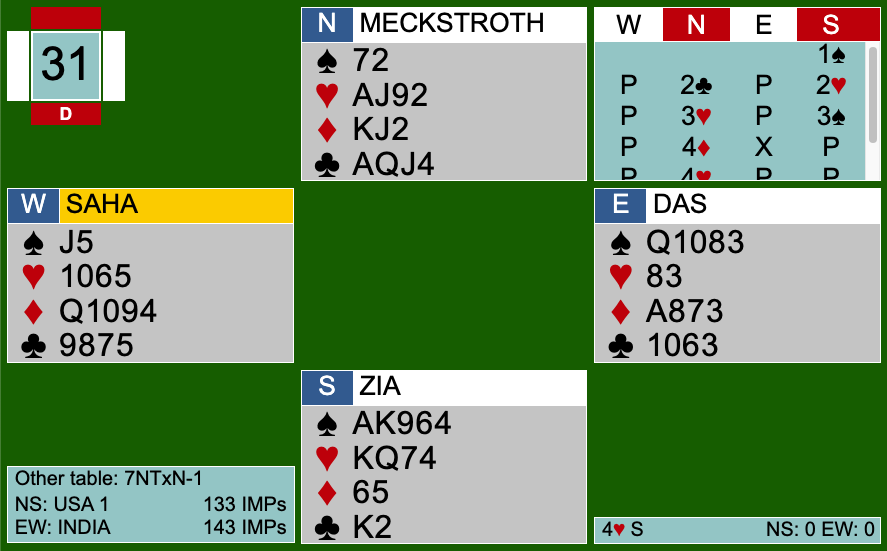 31
D
N MECKSTROTH
♠ 72
♥ AJ92
♦ KJ2
♣ AQJ4
W N E S
1♠
P 2♣ P 2♥
P 3♥ P 3♠
P 4♦ X P
P 4♥ P P
W SAHA
♠ J5
♥ 1065
♦ Q1094
♣ 9875
E DAS
♠ Q1083
♥ 83
♦ A873
♣ 1063
S ZIA
♠ AK964
♥ KQ74
♦ 65
♣ K2
Other table: 7NTxN-1
NS: USA 1 133 IMPs
EW: INDIA 143 IMPs
4♥ S NS: 0 EW: 0